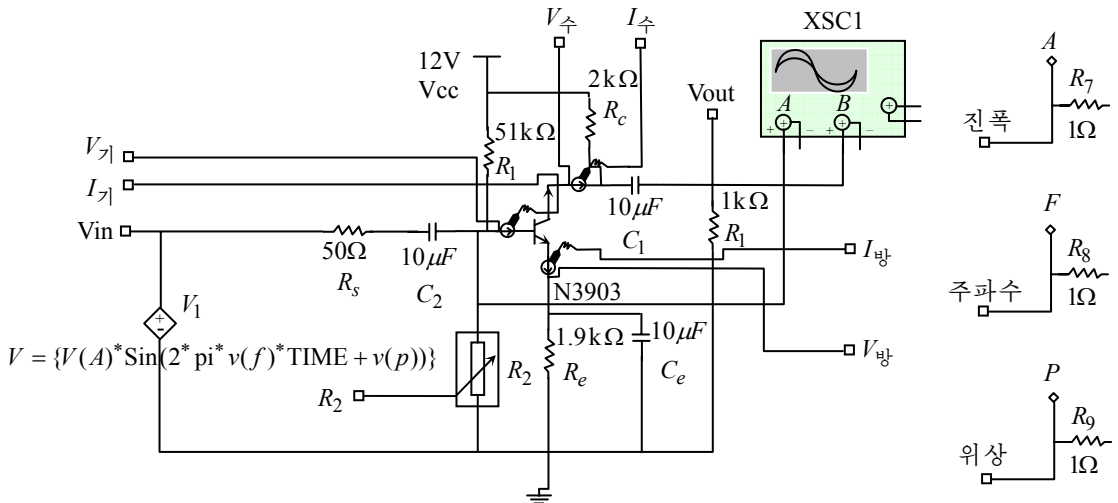 V수
I수
XSC1
12V
Vcc
2kΩ
Rc
Vout
A
B
A
R7
진폭
1Ω
V기
51kΩ
R1
I기
10μF
C1
1kΩ
R1
Vin
50Ω
Rs
10μF
C2
I방
F
R8
주파수
1Ω
N3903
V1
1.9kΩ
Re
10μF
Ce
V방
V = {V(A)*Sin(2*pi*v(f)*TIME + v(p))}
R2
R2
P
R9
위상
1Ω